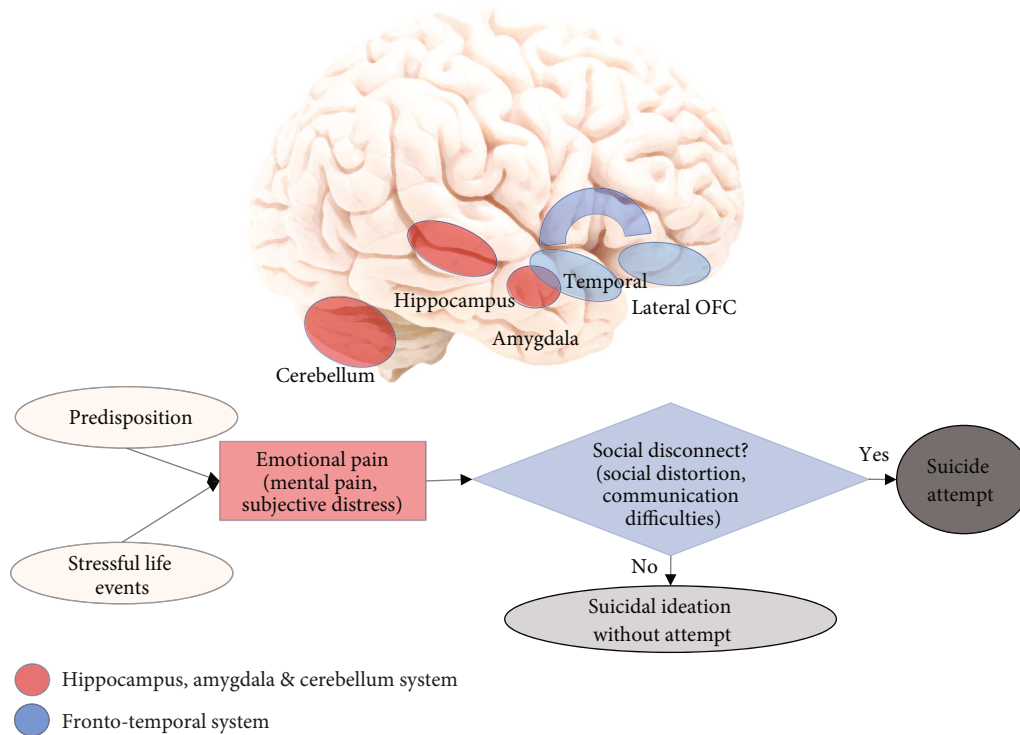 Hippocampus
Temporal
Lateral OFC
Amygdala
Cerebellum
Predisposition
Stressful life
events
Emotional pain
(mental pain,
subjective distress)
Social disconnect?
(social distortion,
communication
difficulties)
Yes
Suicide
attempt
No
Suicidal ideation
without attempt
Hippocampus, amygdala & cerebellum system
Fronto-temporal system